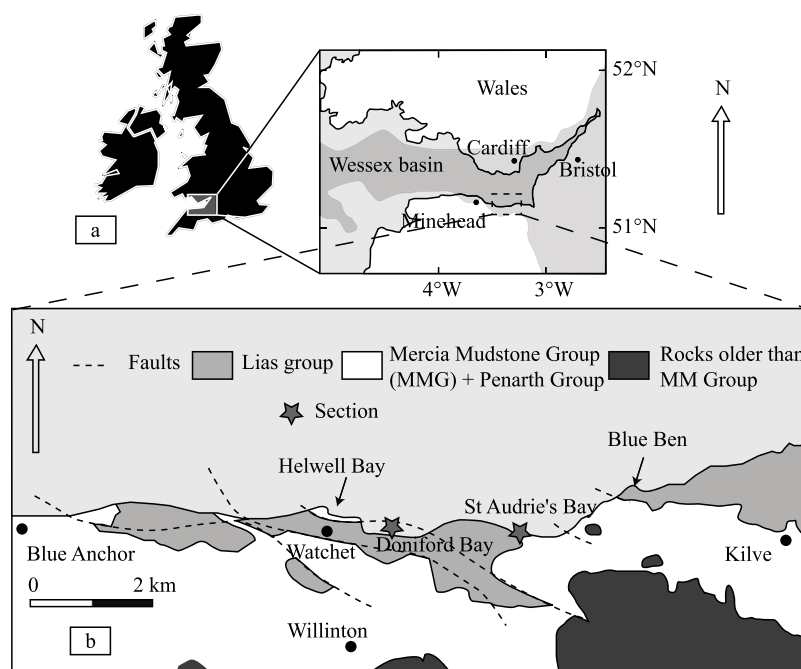 52°N
Wales
N
Cardiff
Wessex basin
Bristol
Minehead
a
51°N
4°W
3°W
N
Faults
Lias group
Mercia Mudstone Group
(MMG) + Penarth Group
Rocks older than
MM Group
Section
Blue Ben
Helwell Bay
St Audrie's Bay
Blue Anchor
Watchet
Doniford Bay
Kilve
0
2 km
Willinton
b